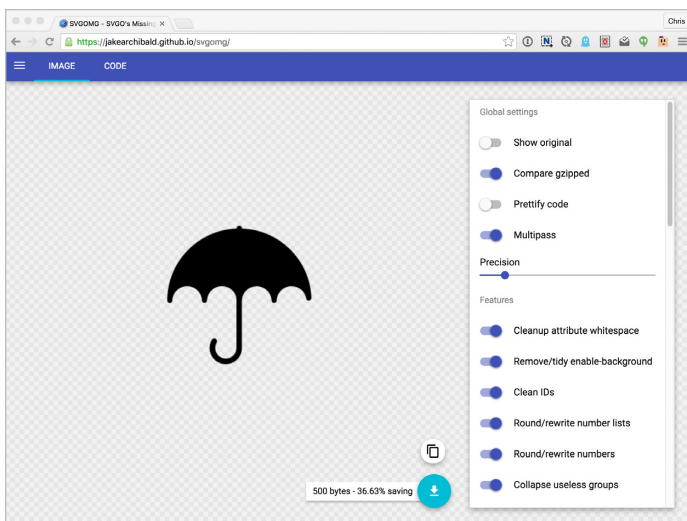 SVGOMG - SVGO's Missing
Chris
https://jakearchibald.github.io/svgomg/
IMAGE
CODE
Global settings
Show original
Compare gzipped
Prettify code
Multipass
Precision
Features
Cleanup attribute whitespace
Remove/tidy enable-background
Clean IDs
Round/rewrite number lists
Round/rewrite numbers
Collapse useless groups
500 bytes - 36.63% saving